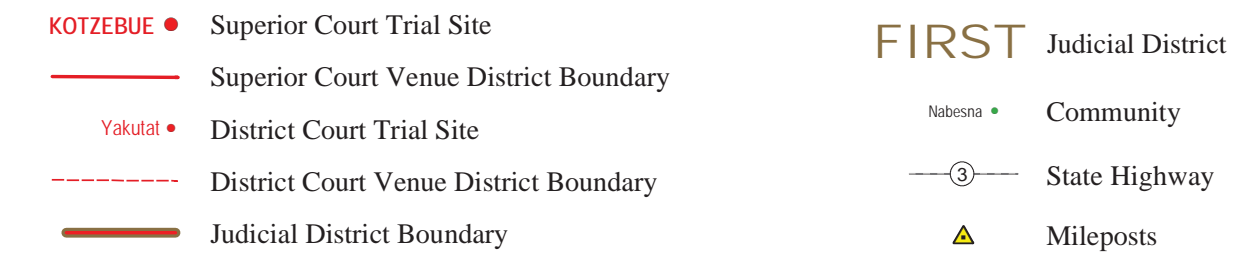 KOTZEBUE Superior Court Trial Site
Superior Court Venue District Boundary
Yakutat District Court Trial Site
District Court Venue District Boundary
Judicial District Boundary
FIRST Judicial District
Nabesna Community
3 State Highway
Mileposts